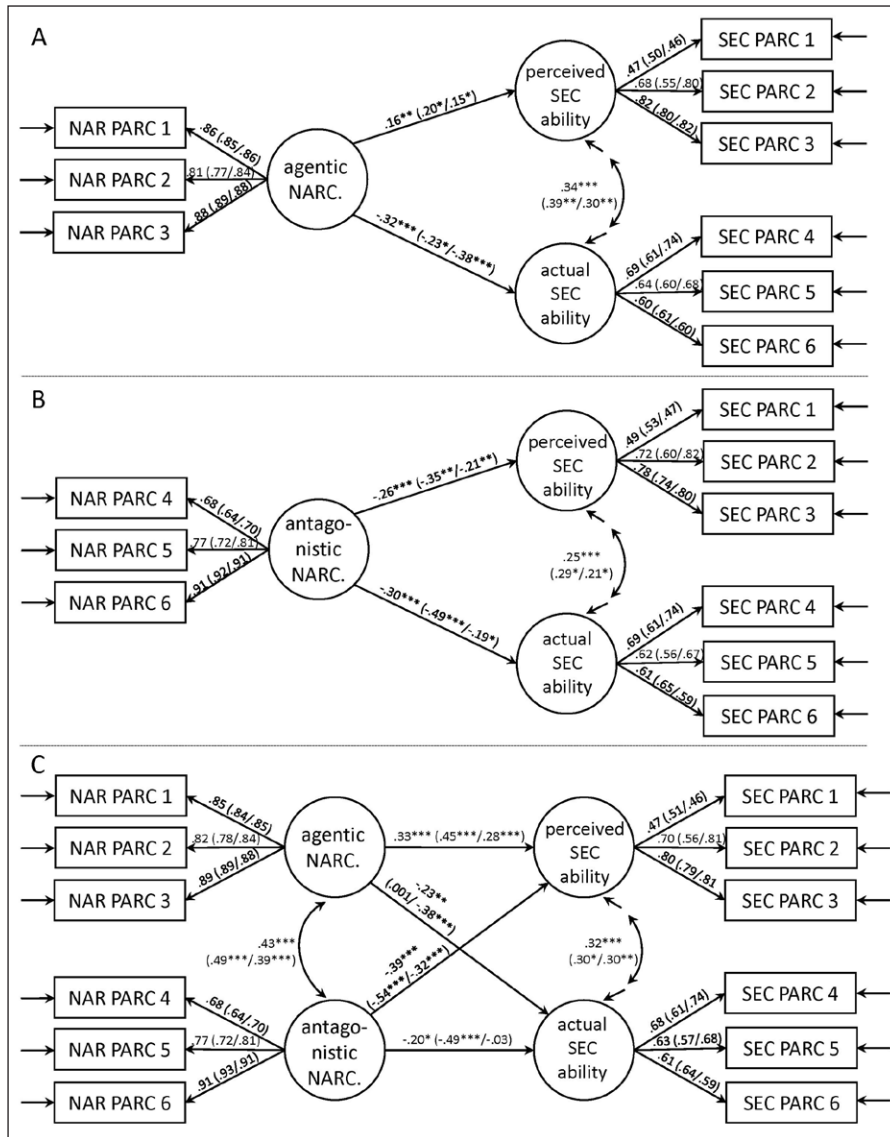 A
NAR PARC 1
NAR PARC 2
NAR PARC 3
.86 (.85/.86)
.81 (.77/.84)
.88 (.89/.88)
agentic
NARC.
.16** (.20*/.15*)
-.32*** (-.23*/-.38***)
perceived
SEC
ability
.34***
(.39**/.30**)
actual
SEC
ability
.47 (.50/.46)
.68 (.55/.80)
.82 (.80/.82)
SEC PARC 1
SEC PARC 2
SEC PARC 3
.69 (.61/.74)
.64 (.60/.68)
.60 (.61/.60)
SEC PARC 4
SEC PARC 5
SEC PARC 6
B
NAR PARC 4
NAR PARC 5
NAR PARC 6
.68 (.64/.70)
.77 (.72/.81)
.91 (.92/.91)
antago-
nistic
NARC.
-.26*** (-.35**/-.21**)
-.30*** (-.49***/-.19*)
perceived
SEC
ability
.25***
(.29*/.21*)
actual
SEC
ability
.49 (.53/.47)
.72 (.60/.82)
.78 (.74/.80)
SEC PARC 1
SEC PARC 2
SEC PARC 3
.69 (.61/.74)
.62 (.56/.67)
.61 (.65/.59)
SEC PARC 4
SEC PARC 5
SEC PARC 6
C
NAR PARC 1
NAR PARC 2
NAR PARC 3
.85 (.84/.85)
.82 (.78/.84)
.89 (.89/.88)
agentic
NARC.
.43***
(.49***/.39***)
NAR PARC 4
NAR PARC 5
NAR PARC 6
.68 (.64/.70)
.77 (.72/.81)
.91 (.93/.91)
antago-
nistic
NARC.
.33*** (.45***/.28***)
-.23**
(.001/-.38***)
-.39***
(-.54***/-.32***)
-.20* (-.49***/-.03)
perceived
SEC
ability
.32***
(.30*/.30**)
actual
SEC
ability
.47 (.51/.46)
.70 (.56/.81)
.80 (.79/.81
SEC PARC 1
SEC PARC 2
SEC PARC 3
.68 (.61/.74)
.63 (.57/.68)
.61 (.64/.59)
SEC PARC 4
SEC PARC 5
SEC PARC 6